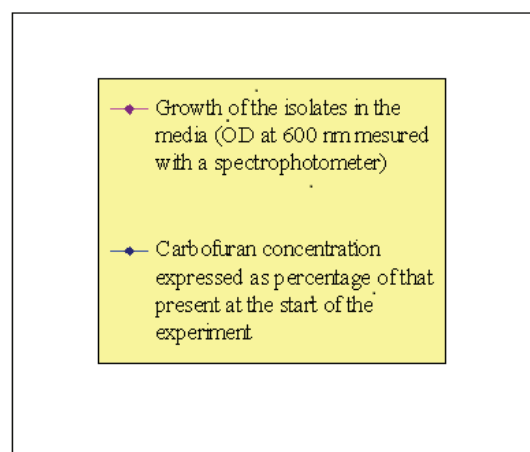 Growth of the isolates in the
media (OD at 600 nm mesured
with a spectrophotometer)
Carbofuran concentration
expressed as percentage of that
present at the start of the
experiment